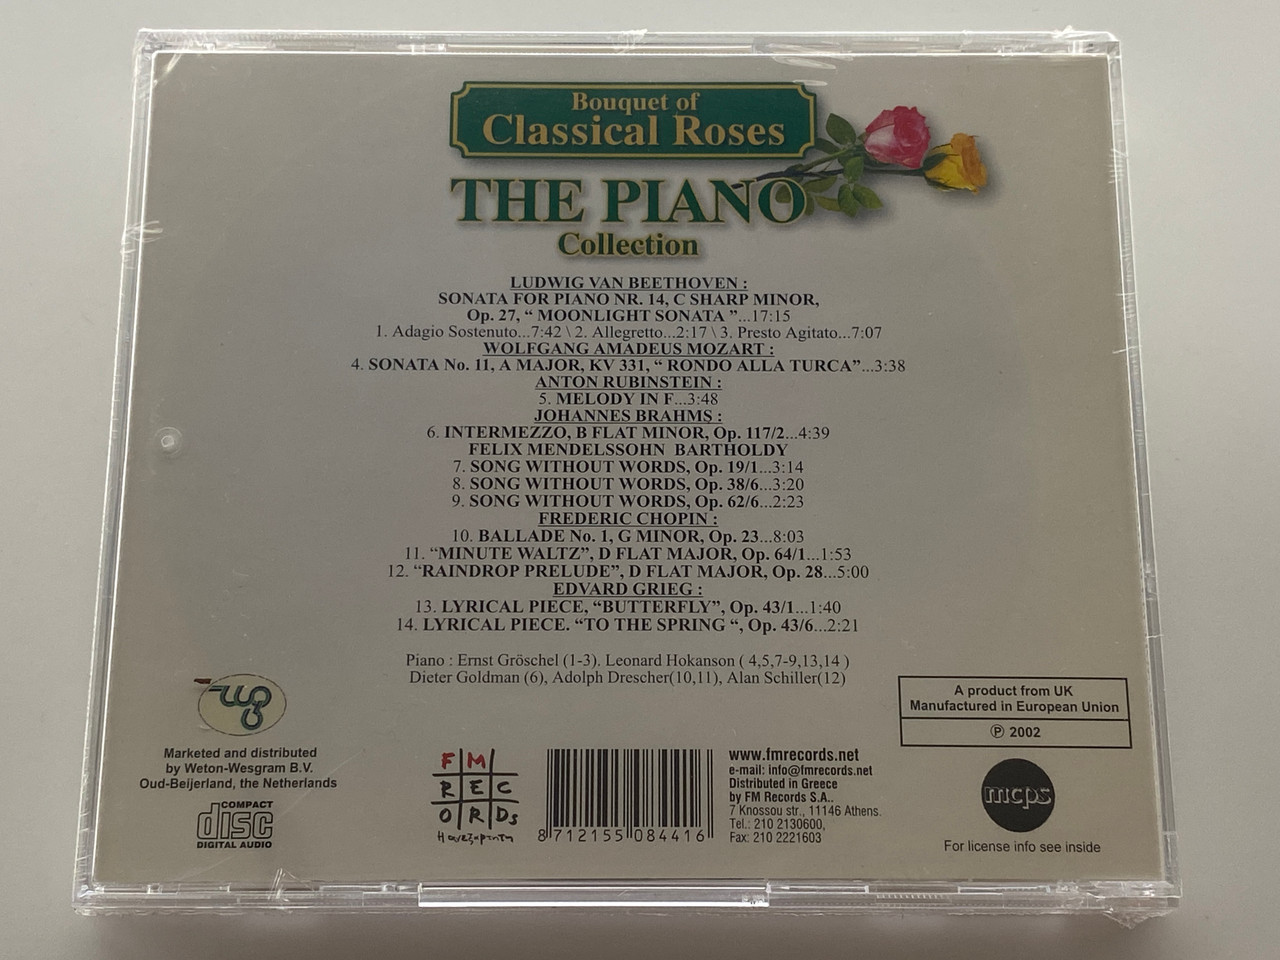 Bouquet of
Classical Roses
THE PIANO
Collection
LUDWIG VAN BEETHOVEN :
SONATA FOR PIANO NR. 14, C SHARP MINOR,
Op. 27, “ MOONLIGHT SONATA ”...17:15
1. Adagio Sostenuto...7:42 \ 2. Allegretto...2:17 \ 3. Presto Agitato...7:07
WOLFGANG AMADEUS MOZART :
4. SONATA No. 11, A MAJOR, KV 331, “ RONDO ALLA TURCA”...3:38
ANTON RUBINSTEIN :
5. MELODY IN F...3:48
JOHANNES BRAHMS :
6. INTERMEZZO, B FLAT MINOR, Op. 117/2...4:39
FELIX MENDELSSOHN BARTHOLDY
7. SONG WITHOUT WORDS, Op. 19/1...3:14
8. SONG WITHOUT WORDS, Op. 38/6...3:20
9. SONG WITHOUT WORDS, Op. 62/6...2:23
FREDERIC CHOPIN :
10. BALLADE No. 1, G MINOR, Op. 23...8:03
11. “MINUTE WALTZ”, D FLAT MAJOR, Op. 64/1...1:53
12. “RAINDROP PRELUDE”, D FLAT MAJOR, Op. 28...5:00
EDVARD GRIEG :
13. LYRICAL PIECE, “BUTTERFLY”, Op. 43/1...1:40
14. LYRICAL PIECE. “TO THE SPRING “, Op. 43/6...2:21
Piano : Ernst Gröschel (1-3). Leonard Hokanson ( 4,5,7-9,13,14 )
Dieter Goldman (6), Adolph Drescher(10,11), Alan Schiller(12)
Marketed and distributed
by Weton-Wesgram B.V.
Oud-Beijerland, the Netherlands
COMPACT
disc
DIGITAL AUDIO
FM
REC
ORDs
8 712155 084416
www.fmrecords.net
e-mail: info@fmrecords.net
Distributed in Greece
by FM Records S.A..
7 Knossou str., 11146 Athens.
Tel.: 210 2130600,
Fax: 210 2221603
A product from UK
Manufactured in European Union
℗ 2002
mcps
For license info see inside